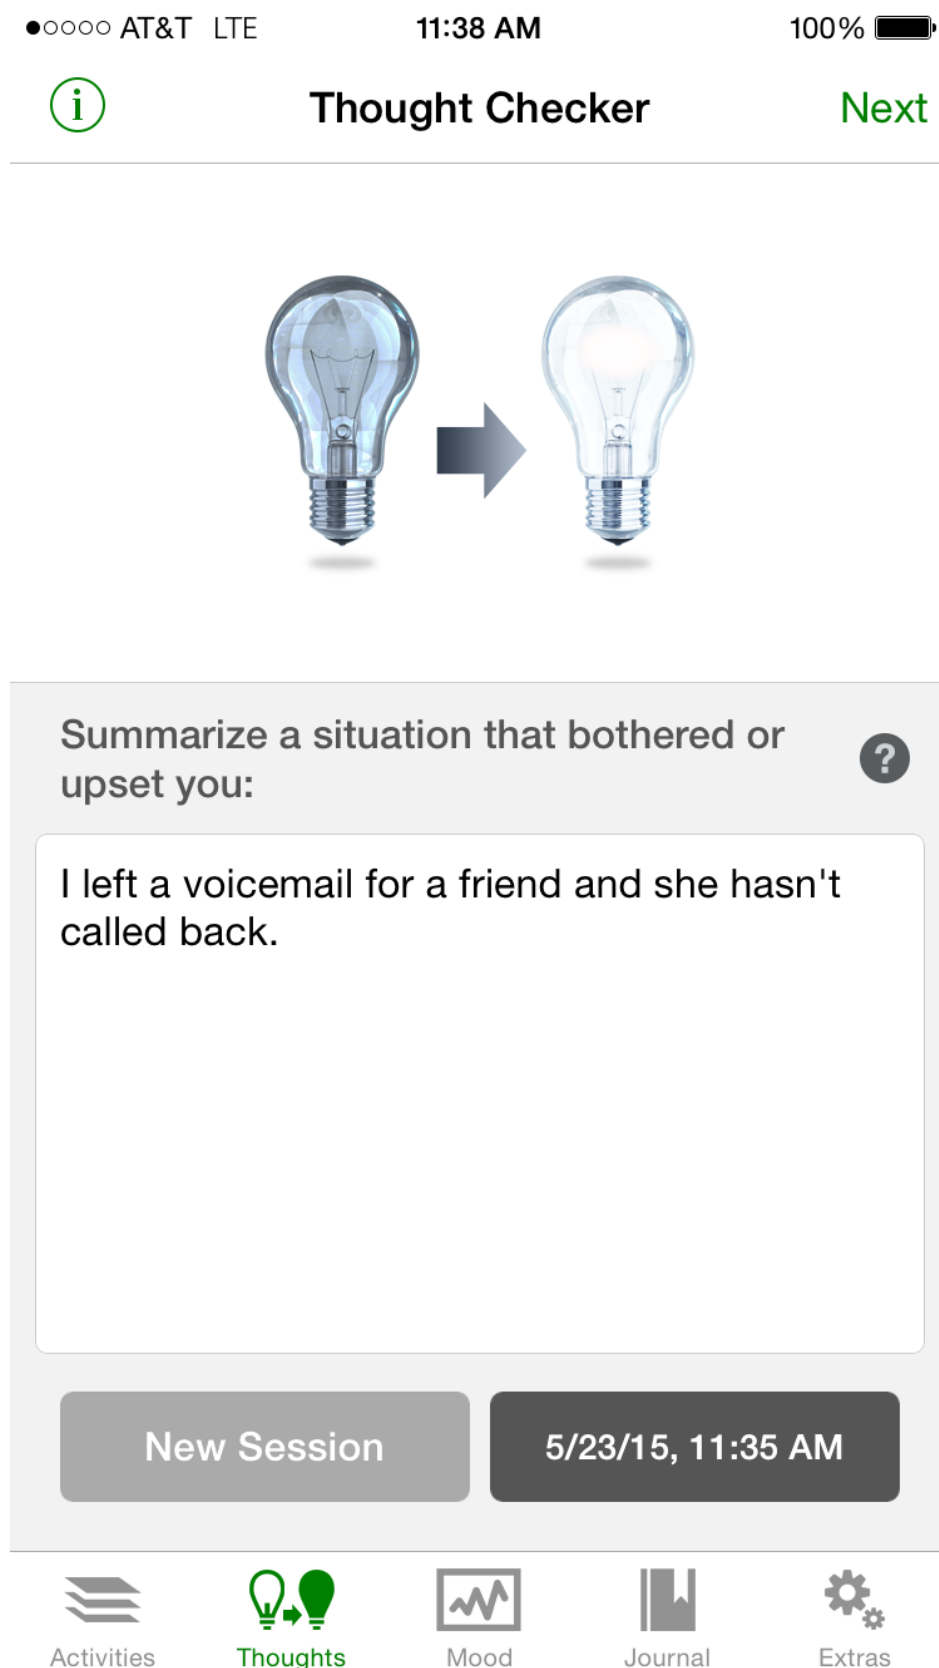 AT&T LTE 11:38 AM 100%
i Thought Checker Next
Summarize a situation that bothered or
upset you:
?
I left a voicemail for a friend and she hasn't
called back.
New Session 5/23/15, 11:35 AM
Activities Thoughts Mood Journal Extras